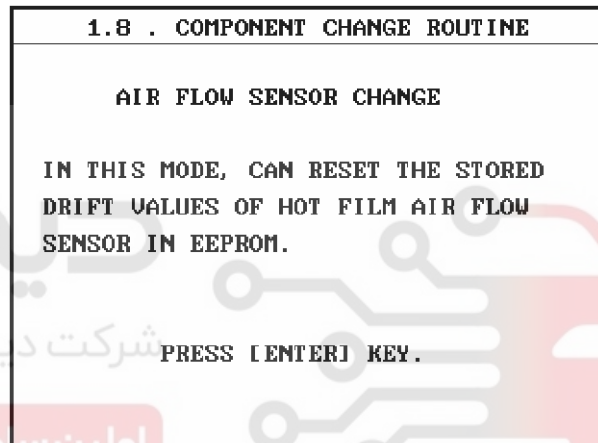 1.8 . COMPONENT CHANGE ROUTINE
AIR FLOW SENSOR CHANGE
IN THIS MODE, CAN RESET THE STORED
DRIFT VALUES OF HOT FILM AIR FLOW
SENSOR IN EEPROM.
شرکت
PRESS [ENTER] KEY.